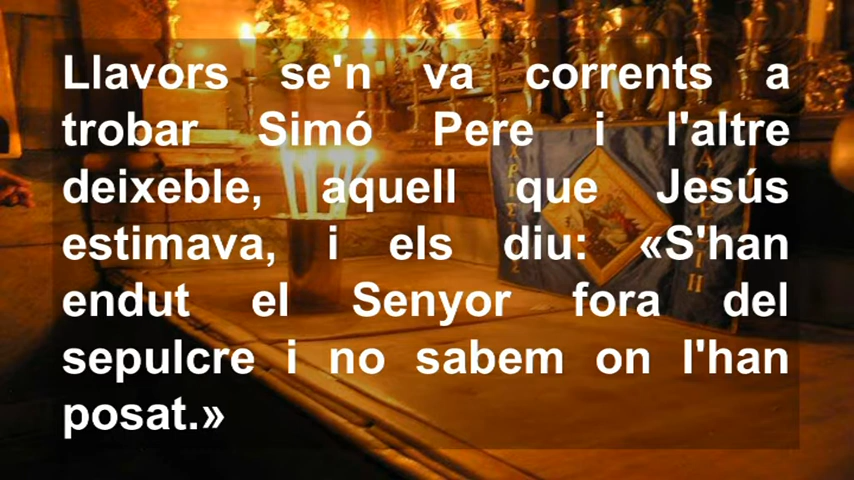 Llavors se'n va corrents a
trobar Simó Pere i l'altre
deixeble, aquell que Jesús
estimava, i els diu: «S'han
endut el Senyor fora del
sepulcre i no sabem on l'han
posat.»